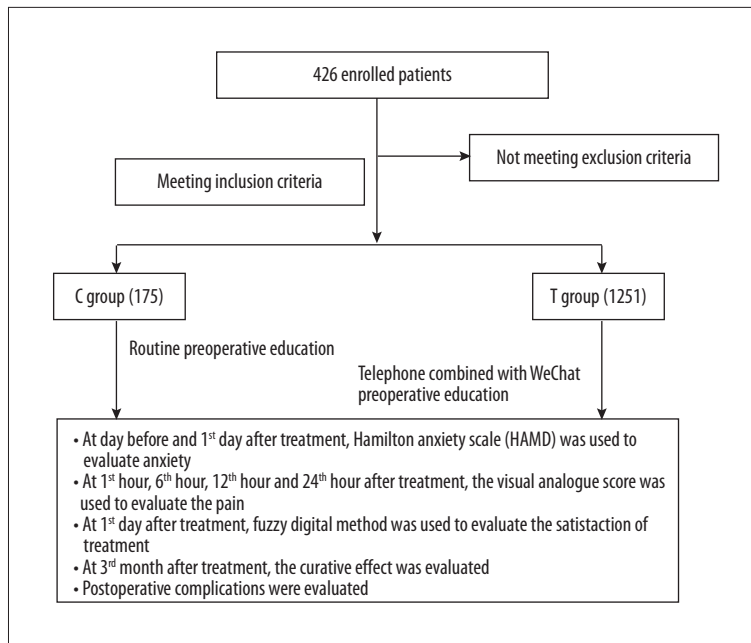 426 enrolled patients
Not meeting exclusion criteria
Meeting inclusion criteria
C group (175)
T group (1251)
Routine preoperative education
Telephone combined with WeChat
preoperative education
• At day before and 1st day after treatment, Hamilton anxiety scale (HAMD) was used to
evaluate anxiety
• At 1st hour, 6th hour, 12th hour and 24th hour after treatment, the visual analogue score was
used to evaluate the pain
• At 1st day after treatment, fuzzy digital method was used to evaluate the satistaction of
treatment
• At 3rd month after treatment, the curative effect was evaluated
• Postoperative complications were evaluated